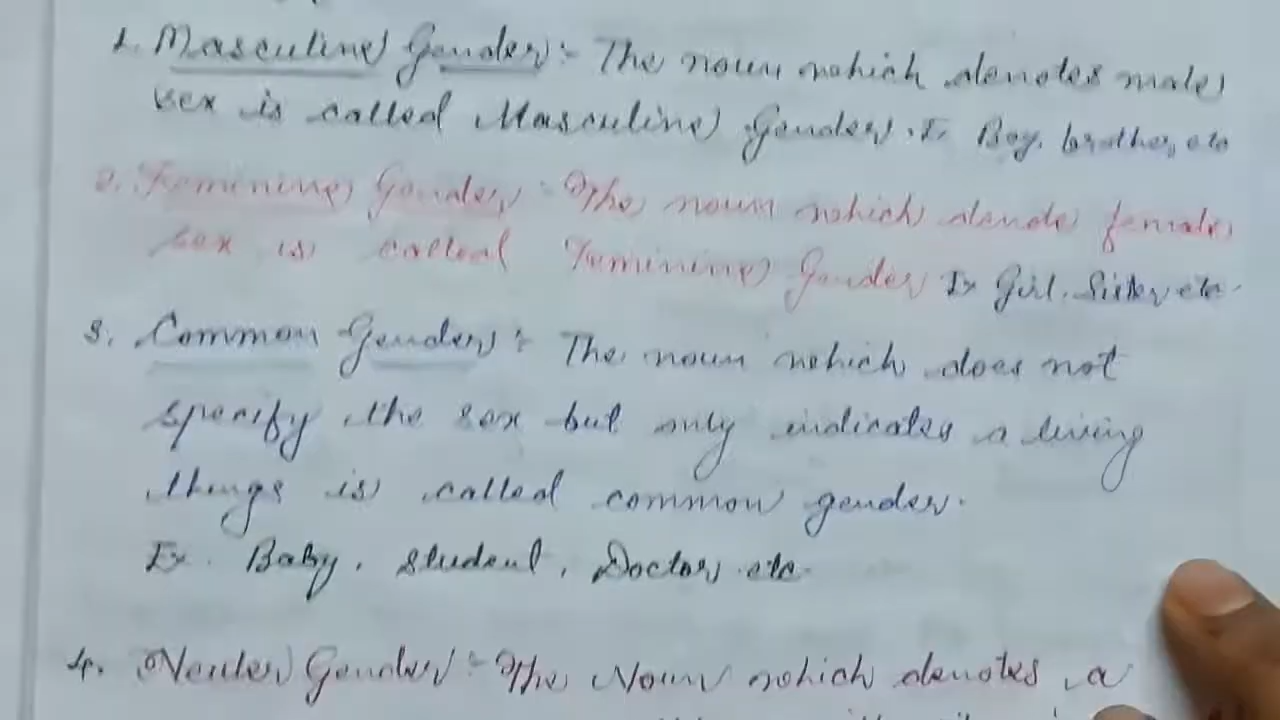 1. Masculine Gender :- The noun which denotes male
sex is called Masculine Gender. Ex Boy, brother, etc
2. Feminine Gender :- The noun which denote female
sex is called Feminine Gender Ex Girl, Sister etc.
3. Common Gender :- The noun which does not
specify the sex but only indicates a living
things is called common gender.
Ex. Baby, Student, Doctor etc.
4. Neuter Gender :- The Noun which denotes a